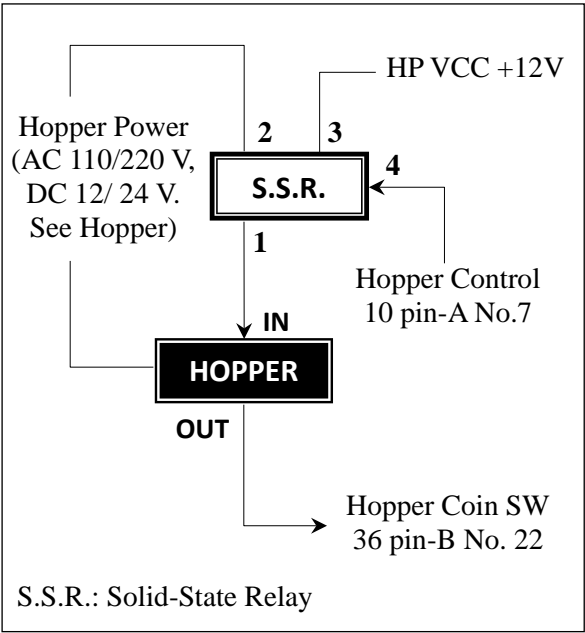 HP VCC +12V
Hopper Power
(AC 110/220 V,
DC 12/ 24 V.
See Hopper)
2
3
4
S.S.R.
1
Hopper Control
10 pin-A No.7
IN
HOPPER
OUT
Hopper Coin SW
36 pin-B No. 22
S.S.R.: Solid-State Relay